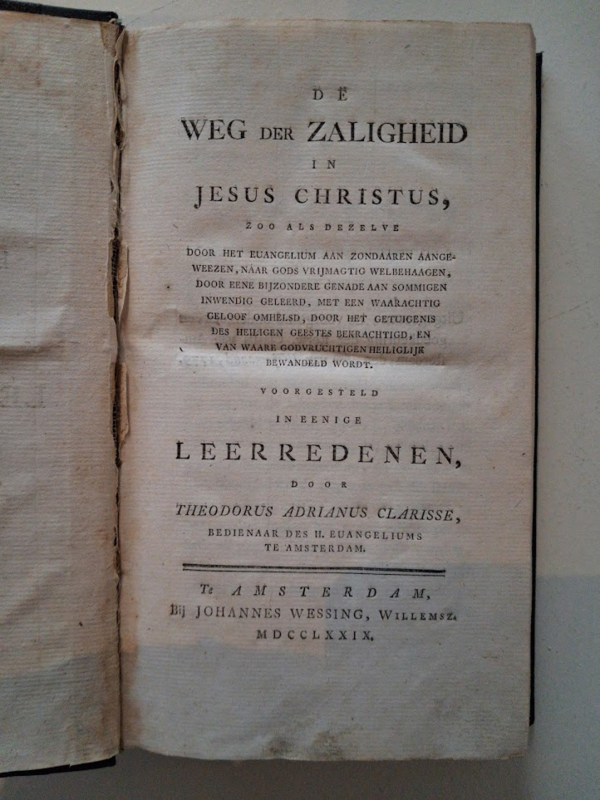 DE
WEG DER ZALIGHEID
IN
JESUS CHRISTUS,
ZOO ALS DEZELVE
DOOR HET EUANGELIUM AAN ZONDAAREN AANGE-
WEEZEN, NAAR GODS VRIJMAGTIG WELBEHAAGEN,
DOOR EENE BIJZONDERE GENADE AAN SOMMIGEN
INWENDIG GELEERD, MET EEN WAARACHTIG
GELOOF OMHELSD, DOOR HET GETUIGENIS
DES HEILIGEN GEESTES BEKRACHTIGD, EN
VAN WAARE GODVRUCHTIGEN HEILIGLIJK
BEWANDELD WORDT.
VOORGESTELD
IN EENIGE
LEERREDENEN,
DOOR
THEODORUS ADRIANUS CLARISSE,
BEDIENAAR DES H. EUANGELIUMS
TE AMSTERDAM.
Te AMSTERDAM,
Bij JOHANNES WESSING, WILLEMSZ.
MDCCLXXIX.